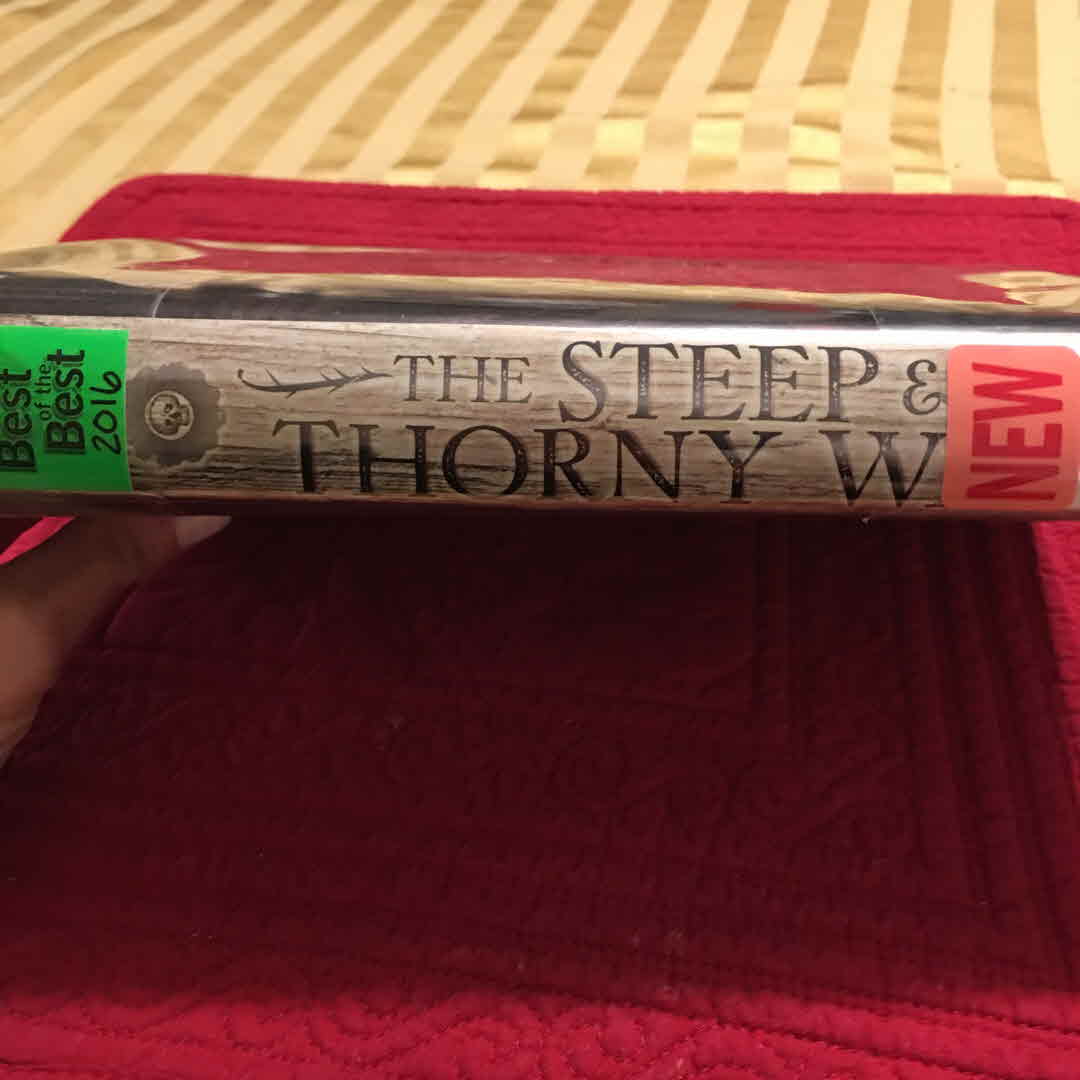 Best
of the
Best
2016
THE STEEP &
THORNY W
NEW